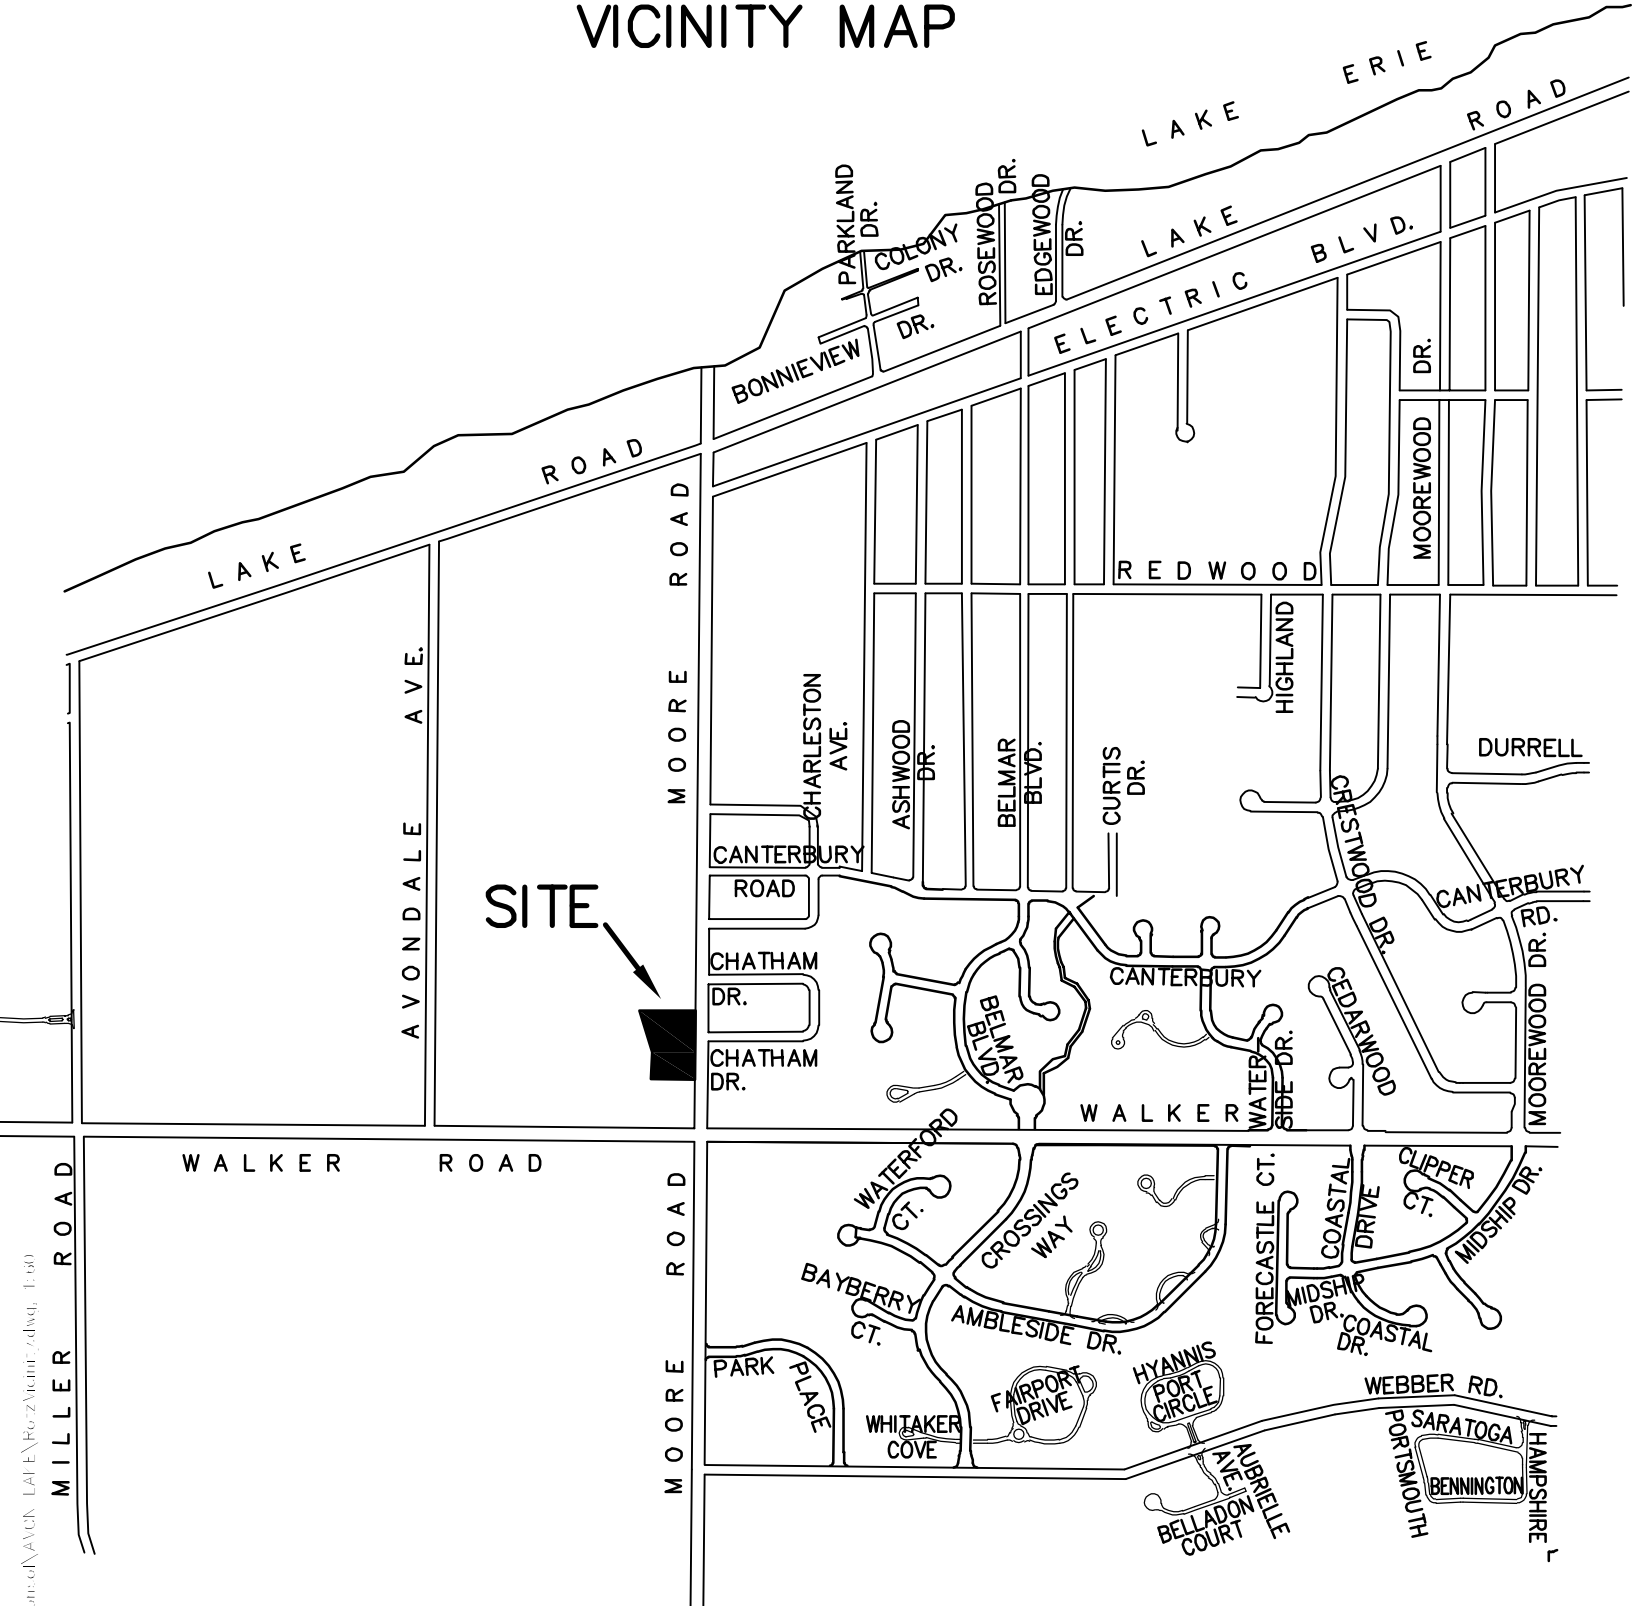 VICINITY MAP
LAKE ERIE
LAKE ROAD
ELECTRIC BLVD.
PARKLAND
DR.
COLONY
DR.
ROSEWOOD
DR.
EDGEWOOD
DR.
BONNIEVIEW DR.
LAKE ROAD
MOORE ROAD
MOOREWOOD DR.
REDWOOD
HIGHLAND
AVONDALE AVE.
CHARLESTON
AVE.
ASHWOOD
DR.
BELMAR
BLVD.
CURTIS
DR.
DURRELL
CRESTWOOD DR.
CANTERBURY
ROAD
CANTERBURY
RD.
SITE
CHATHAM
DR.
CHATHAM
DR.
CANTERBURY
BELMAR
BLVD.
CEDARWOOD
WATER
SIDE DR.
MOOREWOOD DR.
WALKER
WALKER ROAD
MILLER ROAD
MOORE ROAD
WATERFORD
CT.
CROSSINGS
WAY
FORECASTLE CT.
COASTAL
DRIVE
CLIPPER
CT.
MIDSHIP DR.
BAYBERRY
CT.
AMBLESIDE DR.
MIDSHIP
DR.
COASTAL
DR.
PARK PLACE
WHITAKER
COVE
FAIRPORT
DRIVE
HYANNIS
PORT
CIRCLE
WEBBER RD.
SARATOGA
PORTSMOUTH
BENNINGTON
HAMPSHIRE
AUBRIELLE
AVE.
BELLADON
COURT